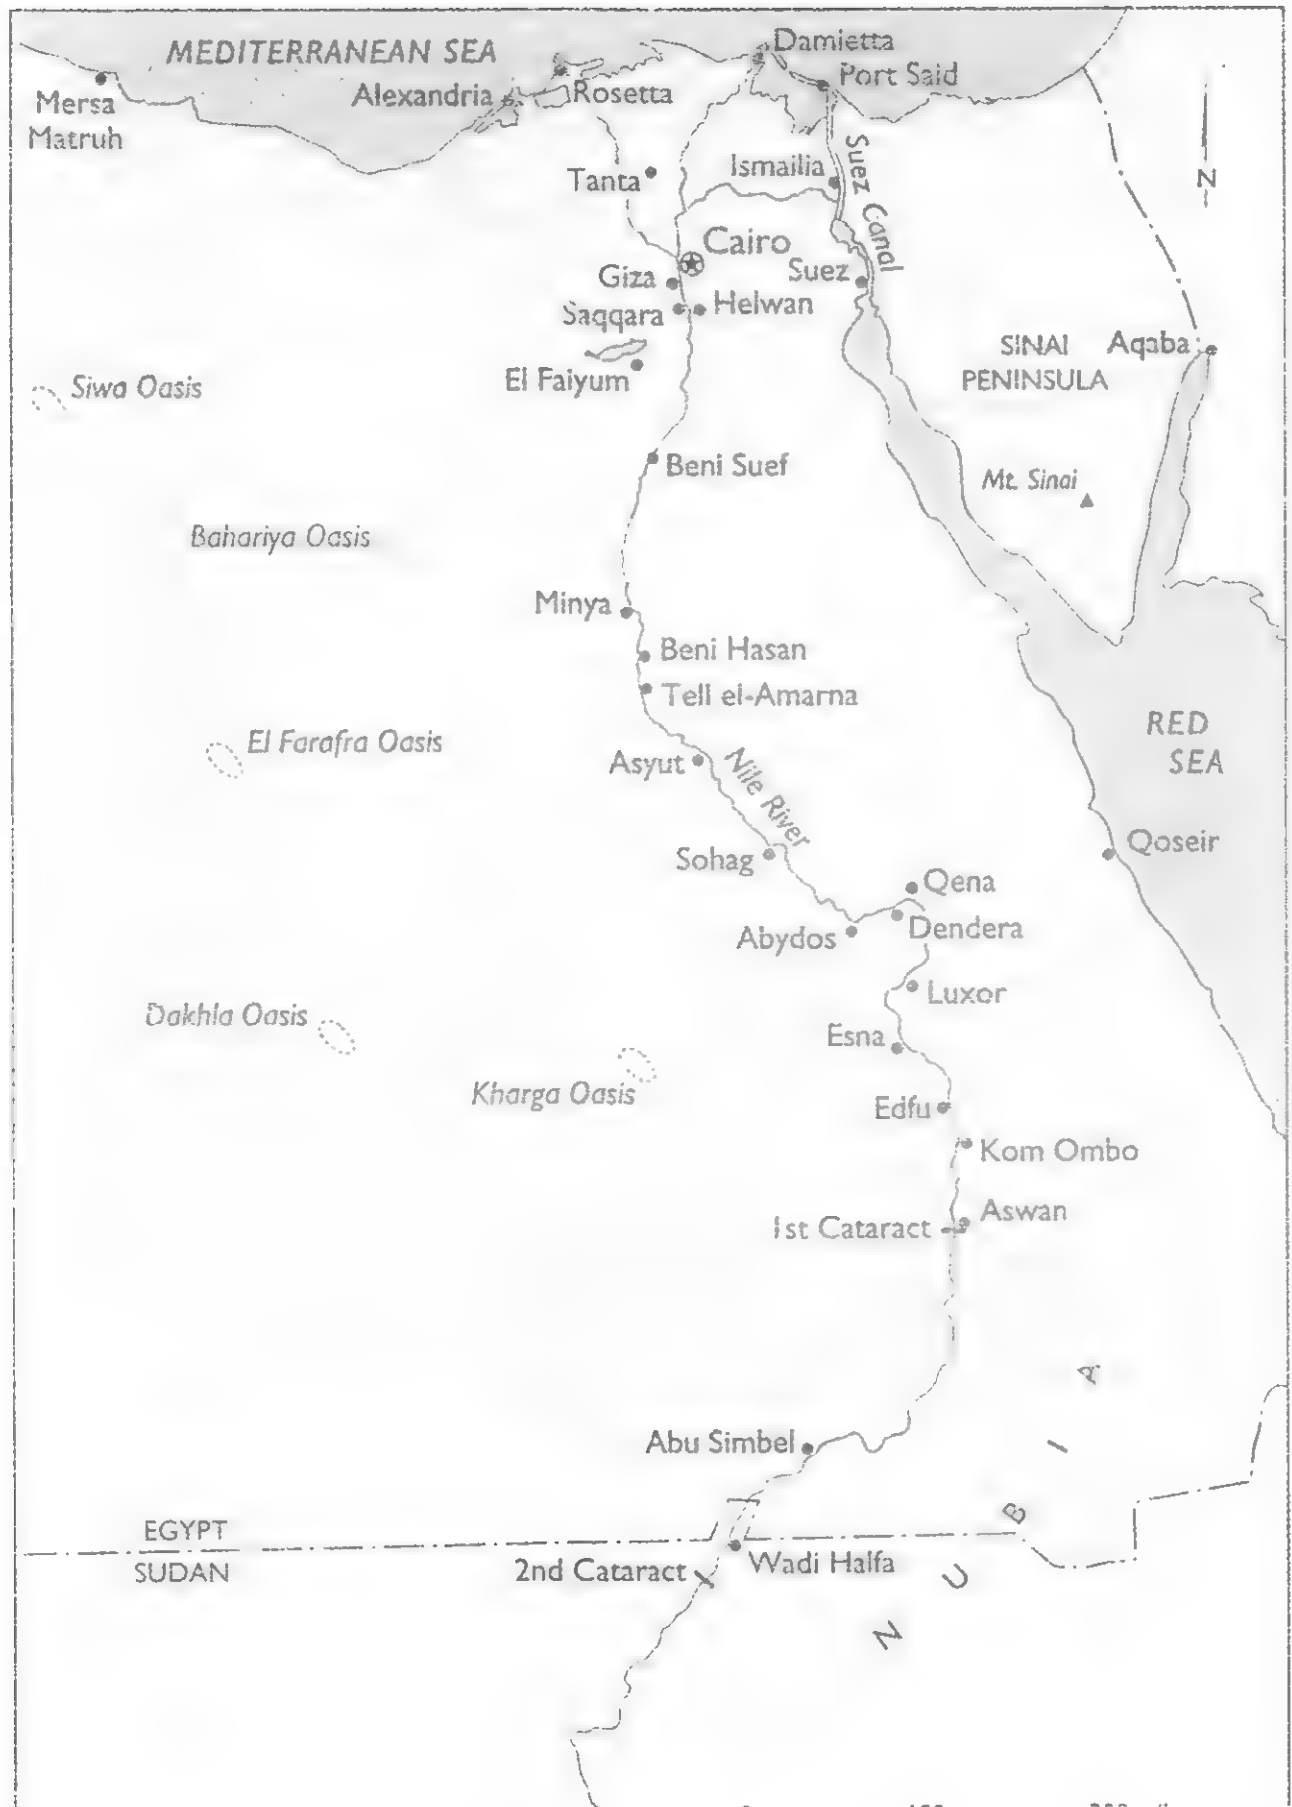 MEDITERRANEAN SEA
Damietta
Port Said
Mersa
Matruh
Alexandria
Rosetta
Suez Canal
Tanta
Ismailia
N
Cairo
Giza
Suez
Saqqara
Helwan
SINAI
PENINSULA
Aqaba
El Faiyum
Siwa Oasis
Beni Suef
Mt. Sinai
Bahariya Oasis
Minya
Beni Hasan
Tell el-Amarna
RED
SEA
El Farafra Oasis
Asyut
Nile River
Sohag
Qoseir
Qena
Abydos
Dendera
Luxor
Dakhla Oasis
Esna
Kharga Oasis
Edfu
Kom Ombo
Aswan
1st Cataract
Abu Simbel
NUBIA
EGYPT
SUDAN
2nd Cataract
Wadi Halfa